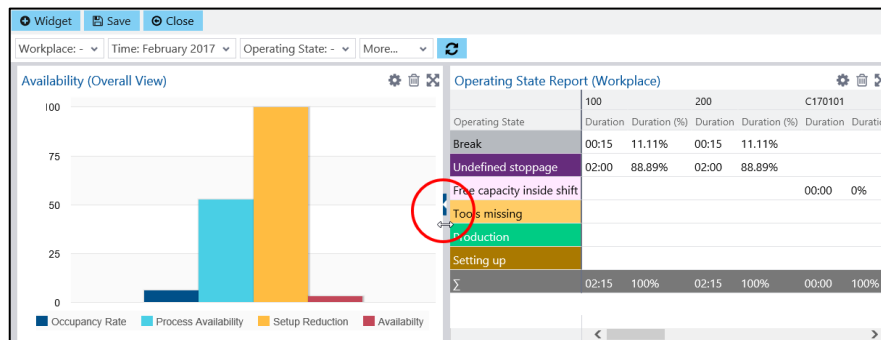 Widget Save Close
Workplace: - Time: February 2017 Operating State: - More...
Availability (Overall View)
100
75
50
25
0
Occupancy Rate Process Availability Setup Reduction Availabilty
Operating State Report (Workplace)
100 200 C170101
Operating State Duration Duration (%) Duration Duration (%) Duration
Break 00:15 11.11% 00:15 11.11%
Undefined stoppage 02:00 88.89% 02:00 88.89%
Free capacity inside shift 00:00 0%
Tools missing
Production
Setting up
∑ 02:15 100% 02:15 100% 00:00 100%